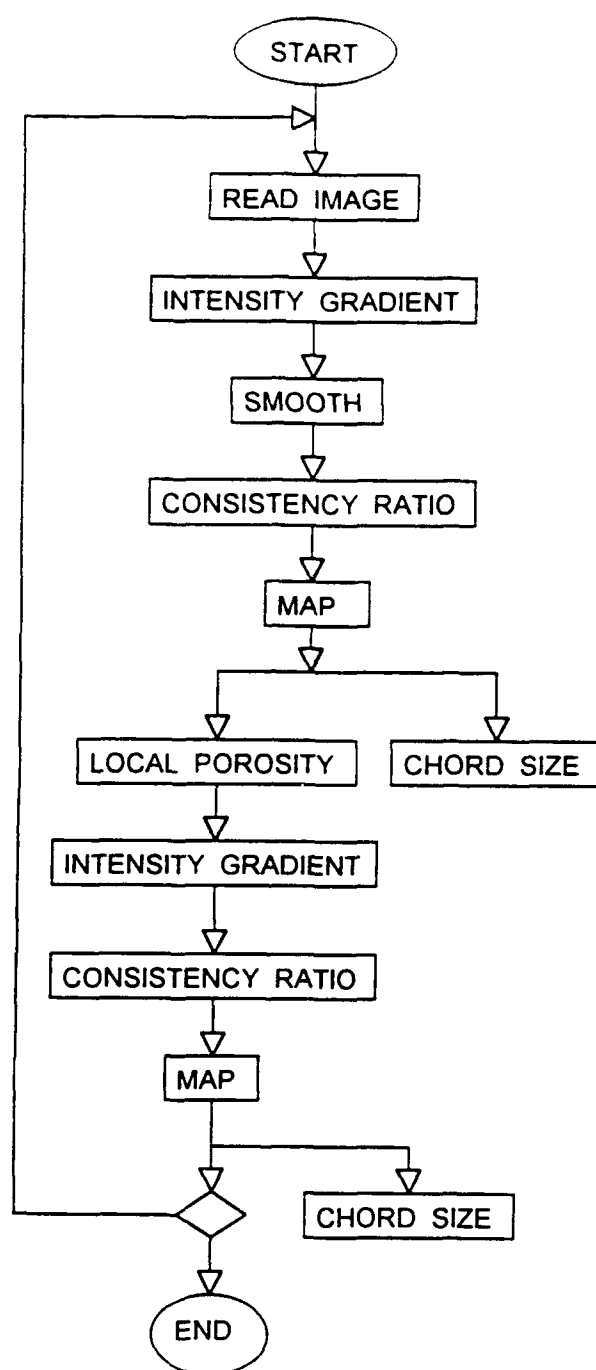 START
READ IMAGE
INTENSITY GRADIENT
SMOOTH
CONSISTENCY RATIO
MAP
LOCAL POROSITY
CHORD SIZE
INTENSITY GRADIENT
CONSISTENCY RATIO
MAP
CHORD SIZE
END